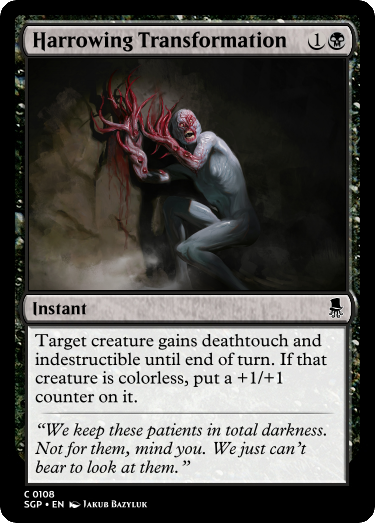 Harrowing Transformation 1
Instant
Target creature gains deathtouch and
indestructible until end of turn. If that
creature is colorless, put a +1/+1
counter on it.
“We keep these patients in total darkness.
Not for them, mind you. We just can’t
bear to look at them.”
C 0108
SGP • EN Jakub Bazyluk